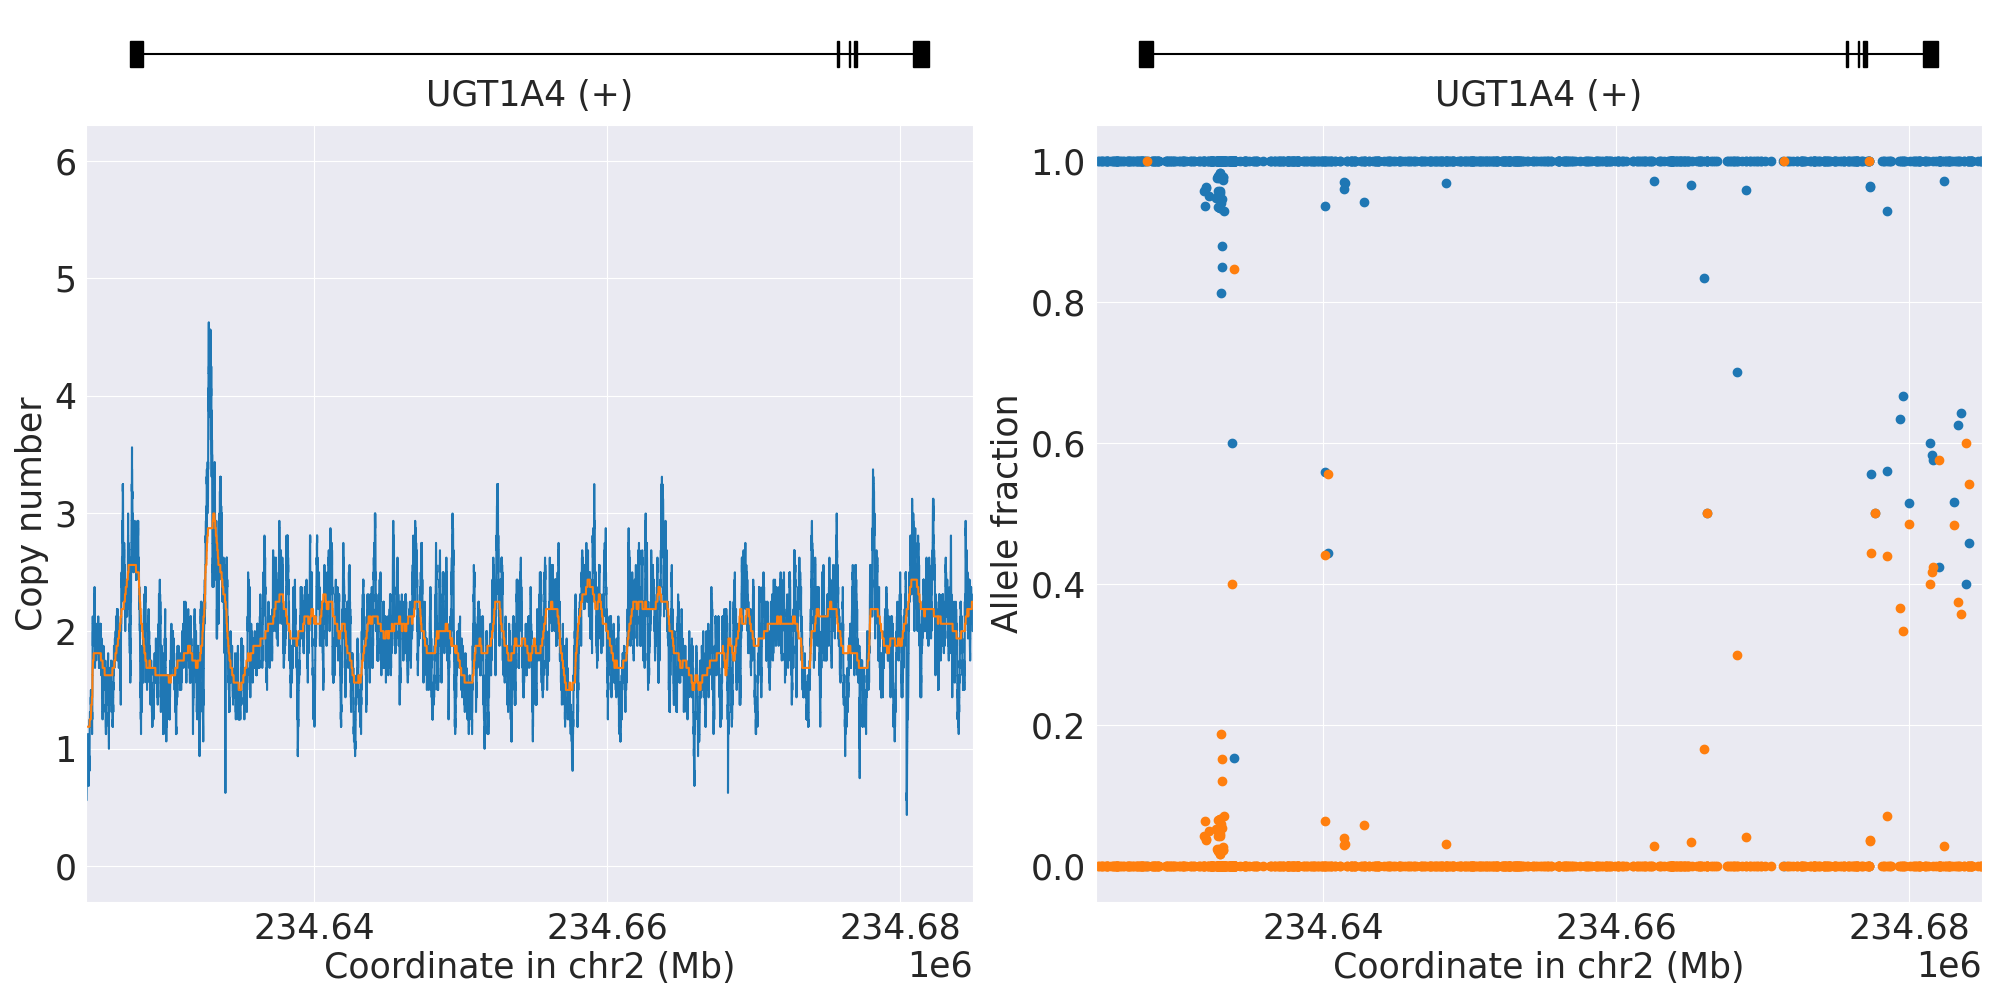 UGT1A4 (+)
Copy number
6
5
4
3
2
1
0
234.64
234.66
234.68
Coordinate in chr2 (Mb)
1e6
UGT1A4 (+)
Allele fraction
1.0
0.8
0.6
0.4
0.2
0.0
234.64
234.66
234.68
Coordinate in chr2 (Mb)
1e6